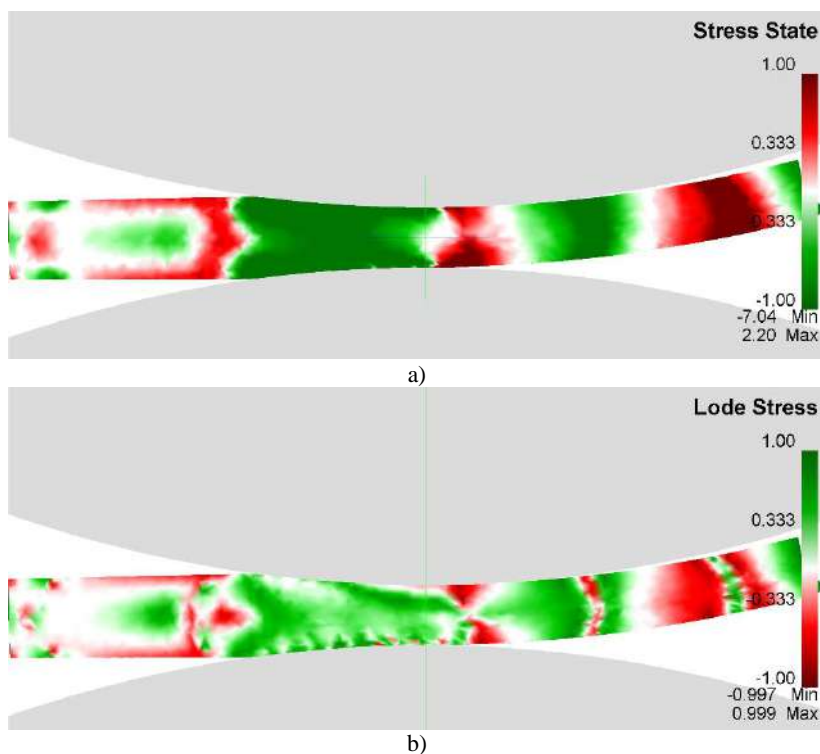 Stress State
1.00
0.333
-0.333
-1.00
-7.04 Min
2.20 Max
a)
Lode Stress
1.00
0.333
-0.333
-1.00
-0.997 Min
0.999 Max
b)